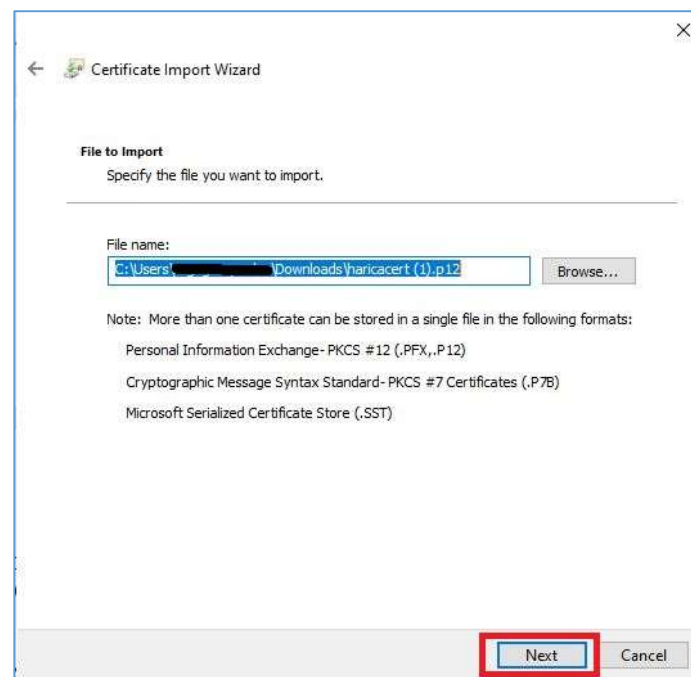 Certificate Import Wizard
File to Import
Specify the file you want to import.
File name:
C:\Users\ \Downloads\haricacert (1).p12
Browse...
Note: More than one certificate can be stored in a single file in the following formats:
Personal Information Exchange- PKCS #12 (.PFX,.P12)
Cryptographic Message Syntax Standard- PKCS #7 Certificates (.P7B)
Microsoft Serialized Certificate Store (.SST)
Next
Cancel